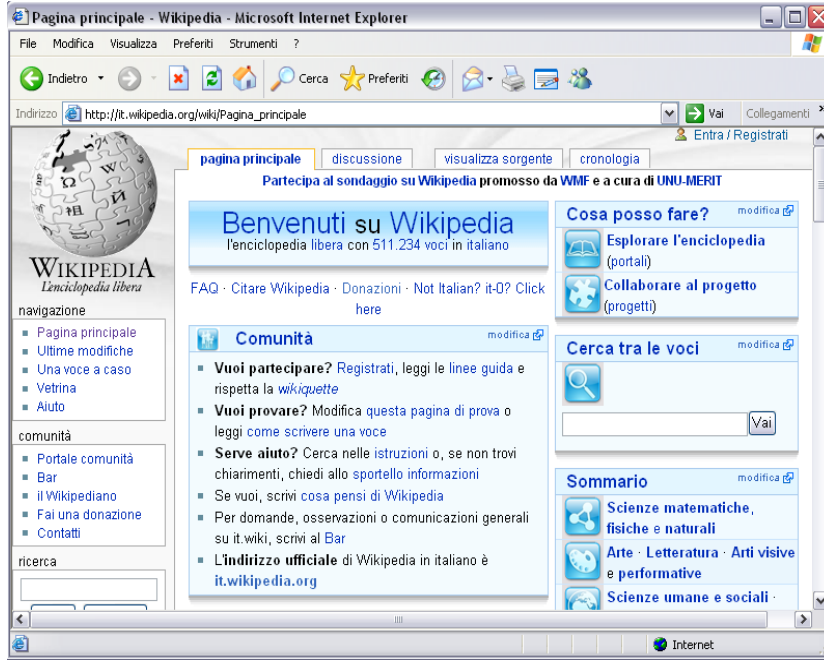 Pagina principale - Wikipedia - Microsoft Internet Explorer
File Modifica Visualizza Preferiti Strumenti ?
Indietro Cerca Preferiti
Indirizzo http://it.wikipedia.org/wiki/Pagina_principale Vai Collegamenti »
Entra / Registrati
pagina principale discussione visualizza sorgente cronologia
Partecipa al sondaggio su Wikipedia promosso da WMF e a cura di UNU-MERIT
WIKIPEDIA
L'enciclopedia libera
navigazione
Pagina principale
Ultime modifiche
Una voce a caso
Vetrina
Aiuto
comunità
Portale comunità
Bar
il Wikipediano
Fai una donazione
Contatti
ricerca
Benvenuti su Wikipedia
l'enciclopedia libera con 511.234 voci in italiano
FAQ · Citare Wikipedia · Donazioni · Not Italian? it-0? Click
here
Comunità modifica
Vuoi partecipare? Registrati, leggi le linee guida e
rispetta la wikiquette
Vuoi provare? Modifica questa pagina di prova o
leggi come scrivere una voce
Serve aiuto? Cerca nelle istruzioni o, se non trovi
chiarimenti, chiedi allo sportello informazioni
Se vuoi, scrivi cosa pensi di Wikipedia
Per domande, osservazioni o comunicazioni generali
su it.wiki, scrivi al Bar
L'indirizzo ufficiale di Wikipedia in italiano è
it.wikipedia.org
Cosa posso fare? modifica
Esplorare l'enciclopedia
(portali)
Collaborare al progetto
(progetti)
Cerca tra le voci modifica
Vai
Sommario modifica
Scienze matematiche,
fisiche e naturali
Arte · Letteratura · Arti visive
e performative
Scienze umane e sociali ·
Internet